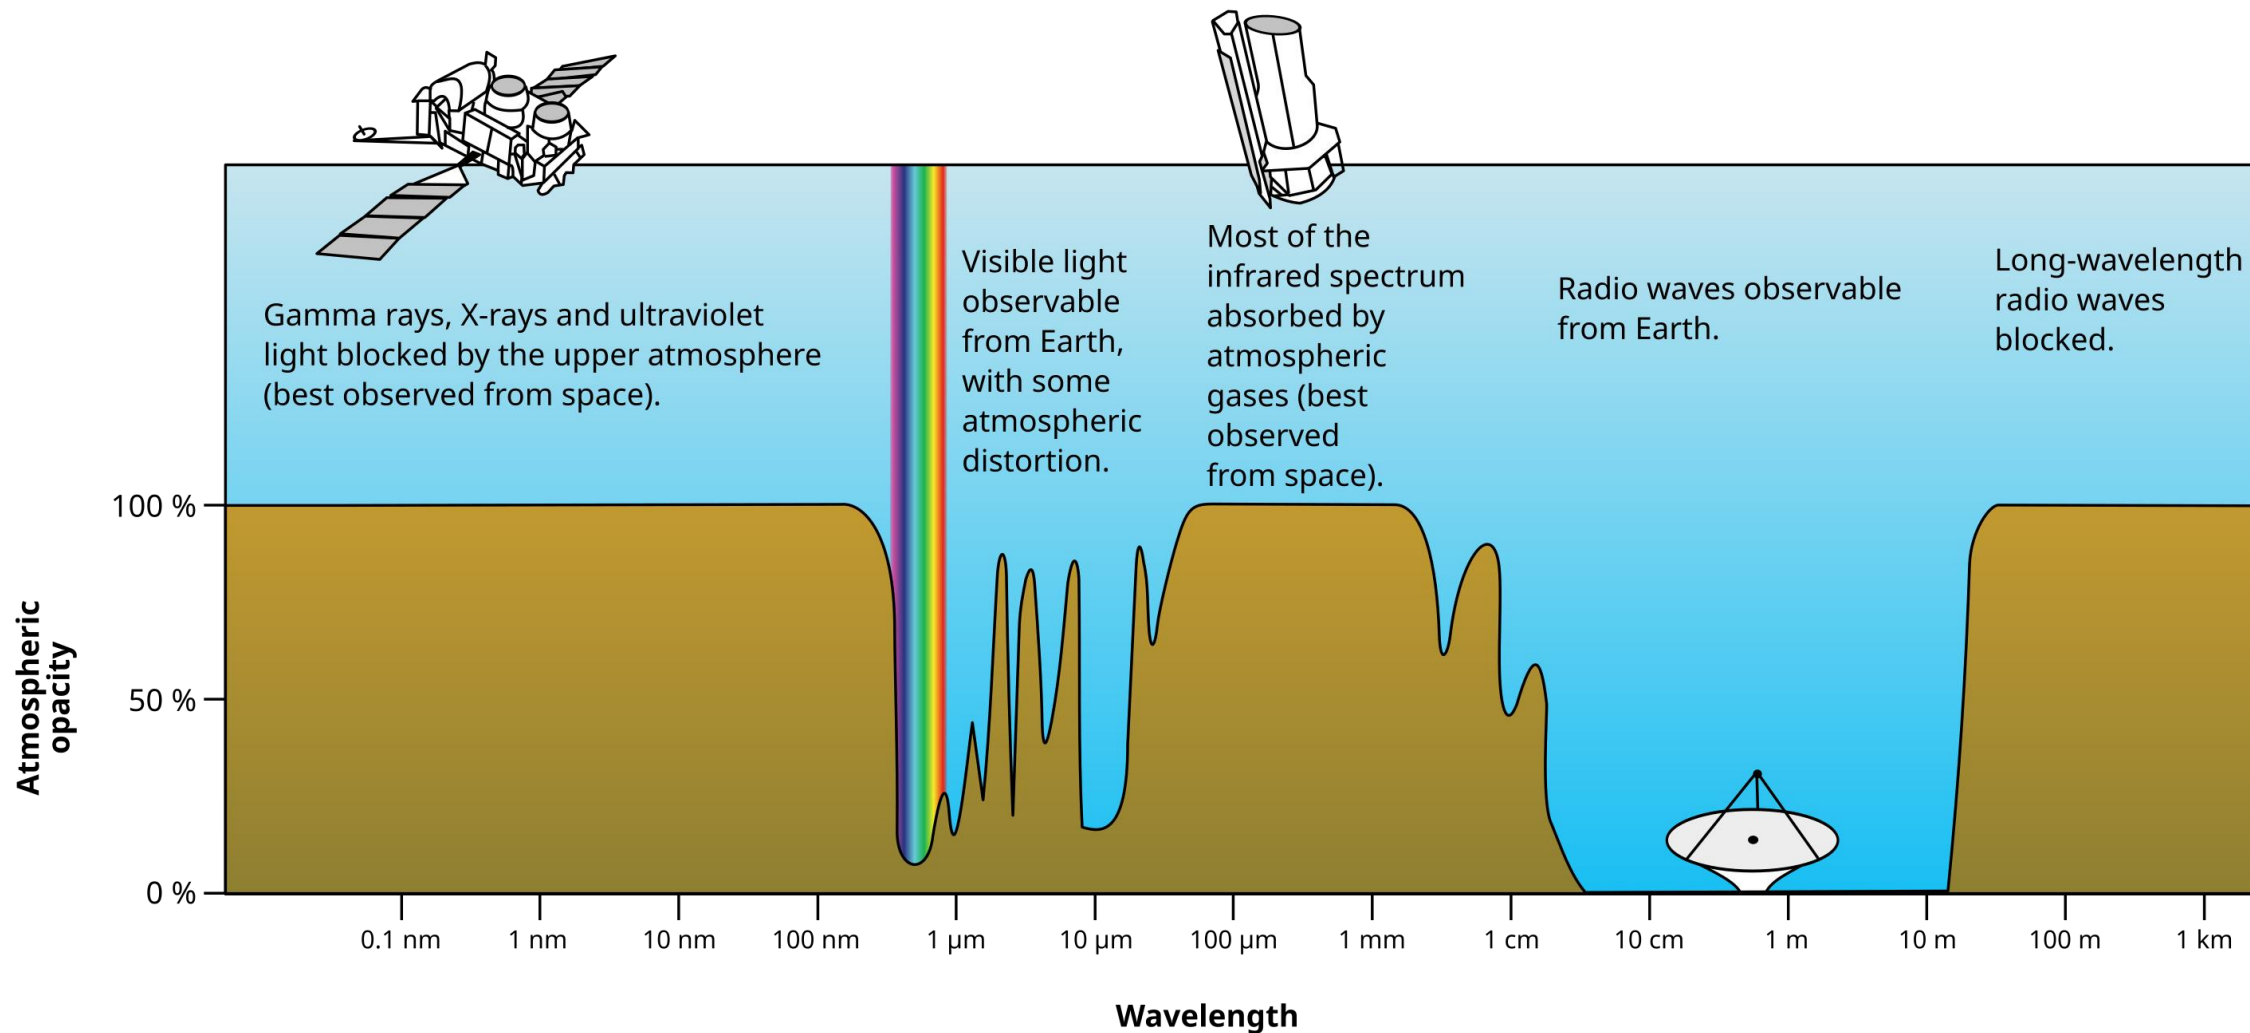 Gamma rays, X-rays and ultraviolet
light blocked by the upper atmosphere
(best observed from space).
Visible light
observable
from Earth,
with some
atmospheric
distortion.
Most of the
infrared spectrum
absorbed by
atmospheric
gases (best
observed
from space).
Radio waves observable
from Earth.
Long-wavelength
radio waves
blocked.
Atmospheric
opacity
100 %
50 %
0 %
0.1 nm
1 nm
10 nm
100 nm
1 µm
10 µm
100 µm
1 mm
1 cm
10 cm
1 m
10 m
100 m
1 km
Wavelength